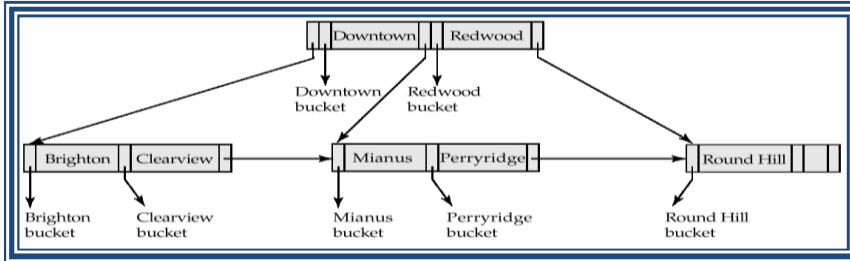 Downtown Redwood
Downtown Redwood
bucket bucket
Brighton Clearview Mianus Perryridge Round Hill
Brighton Clearview Mianus Perryridge Round Hill
bucket bucket bucket bucket bucket